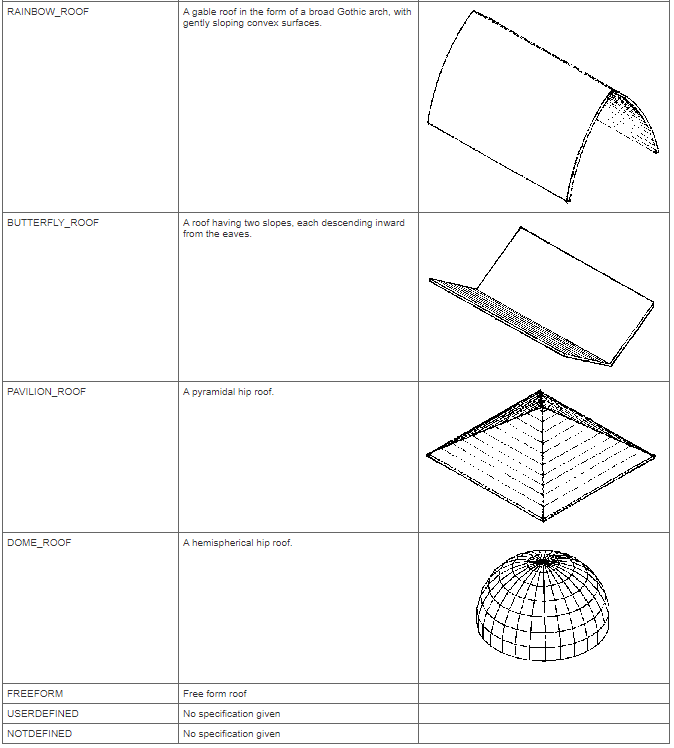 RAINBOW_ROOF
A gable roof in the form of a broad Gothic arch, with
gently sloping convex surfaces.
BUTTERFLY_ROOF
A roof having two slopes, each descending inward
from the eaves.
PAVILION_ROOF
A pyramidal hip roof.
DOME_ROOF
A hemispherical hip roof.
FREEFORM
Free form roof
USERDEFINED
No specification given
NOTDEFINED
No specification given